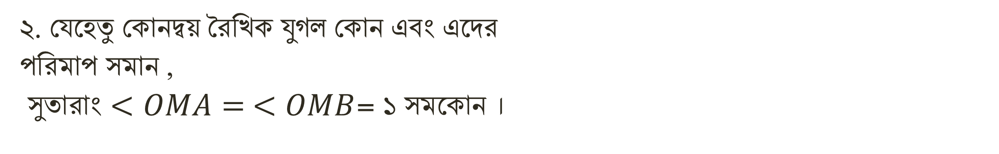 ২. যেহেতু কোনদ্বয় রৈখিক যুগল কোন এবং এদের
পরিমাপ সমান ,
সুতারাং < OMA = < OMB= ১ সমকোন ।